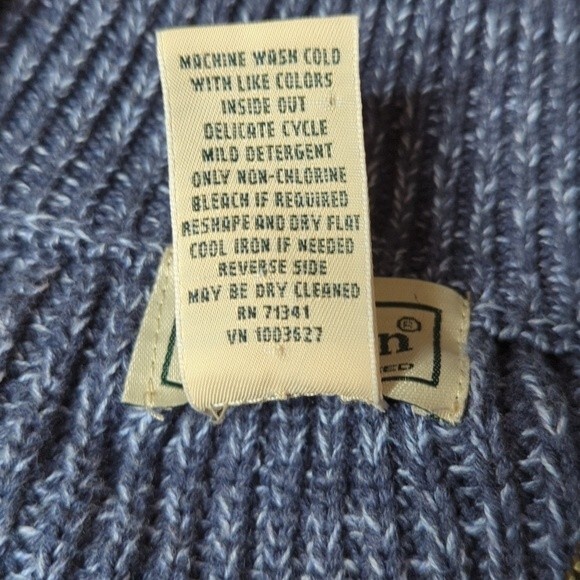 MACHINE WASH COLD
WITH LIKE COLORS
INSIDE OUT
DELICATE CYCLE
MILD DETERGENT
ONLY NON-CHLORINE
BLEACH IF REQUIRED
RESHAPE AND DRY FLAT
COOL IRON IF NEEDED
REVERSE SIDE
MAY BE DRY CLEANED
RN 71341
VN 1003627
n®